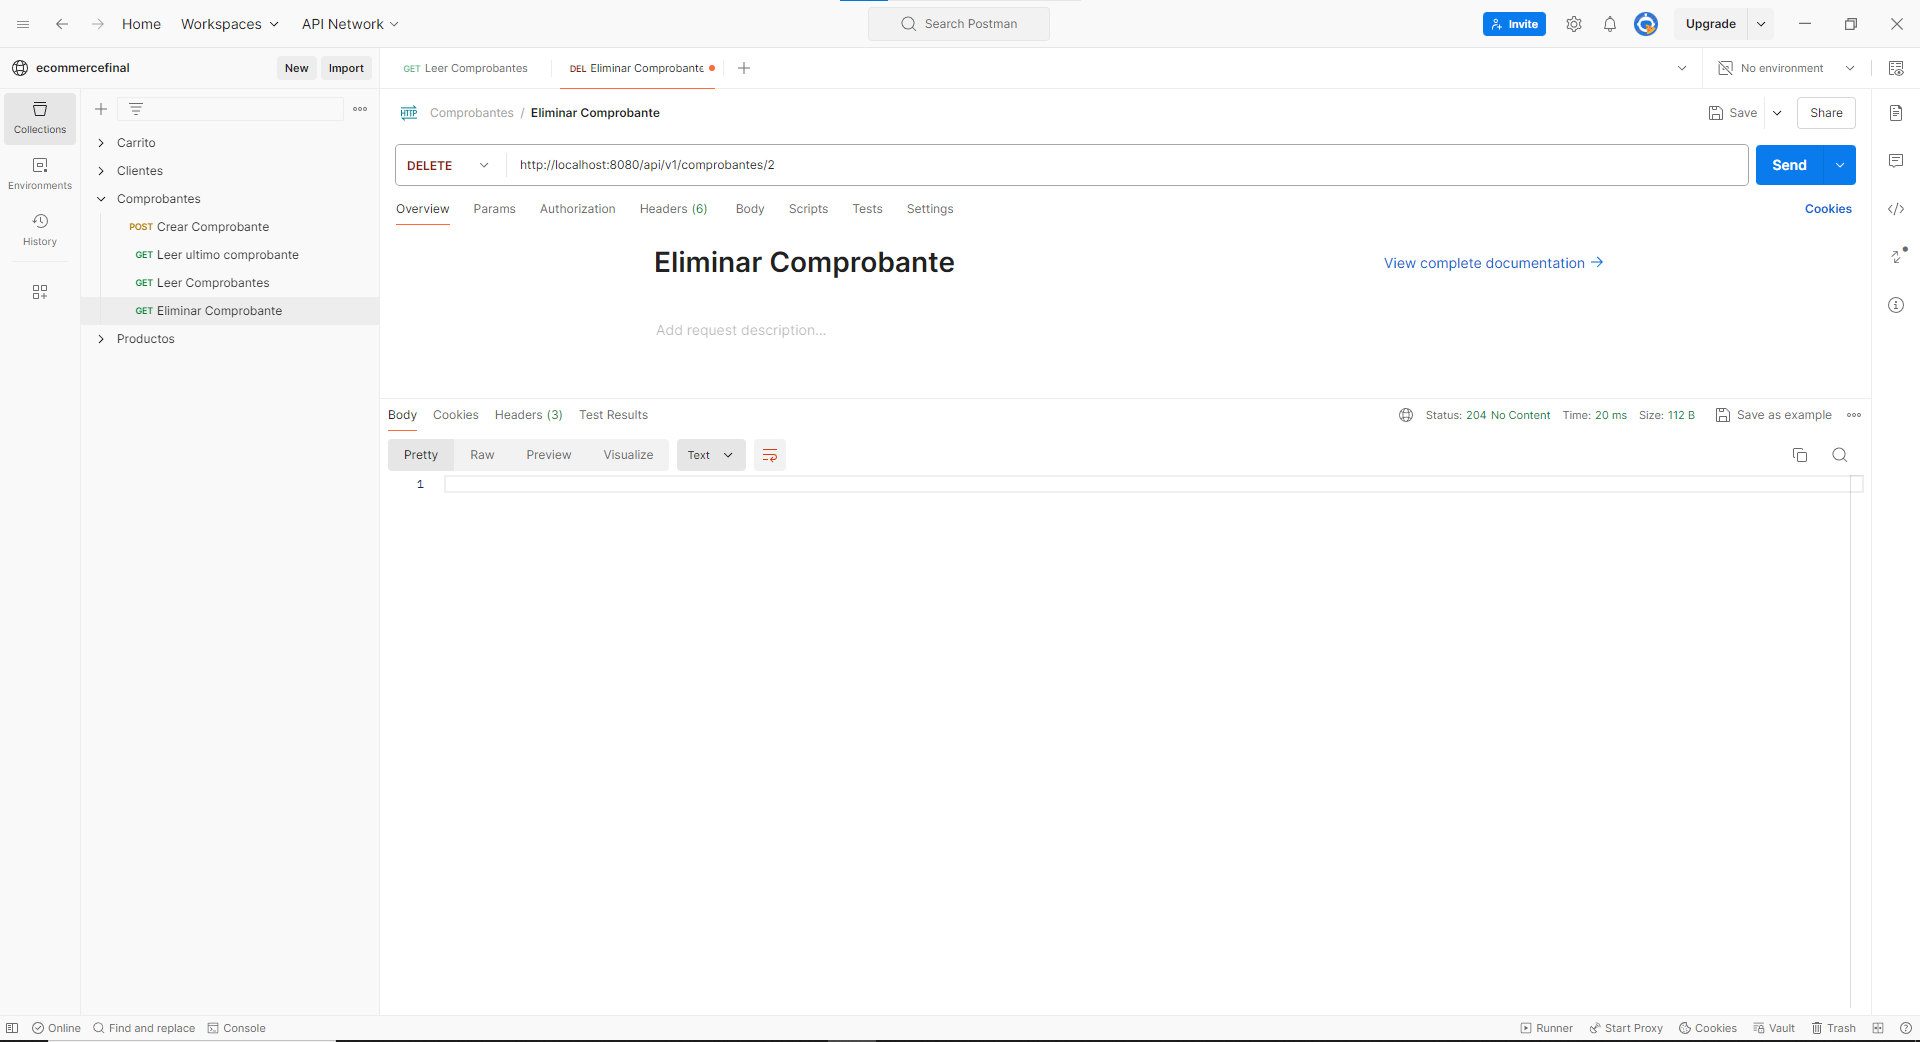 Home Workspaces API Network Search Postman Invite Upgrade
ecommercefinal New Import GET Leer Comprobantes DEL Eliminar Comprobante No environment
Collections
Environments
History
Carrito
Clientes
Comprobantes
POST Crear Comprobante
GET Leer ultimo comprobante
GET Leer Comprobantes
GET Eliminar Comprobante
Productos
Comprobantes / Eliminar Comprobante Save Share
DELETE http://localhost:8080/api/v1/comprobantes/2 Send
Overview Params Authorization Headers (6) Body Scripts Tests Settings Cookies
Eliminar Comprobante View complete documentation →
Add request description...
Body Cookies Headers (3) Test Results Status: 204 No Content Time: 20 ms Size: 112 B Save as example
Pretty Raw Preview Visualize Text
1
Online Find and replace Console Runner Start Proxy Cookies Vault Trash